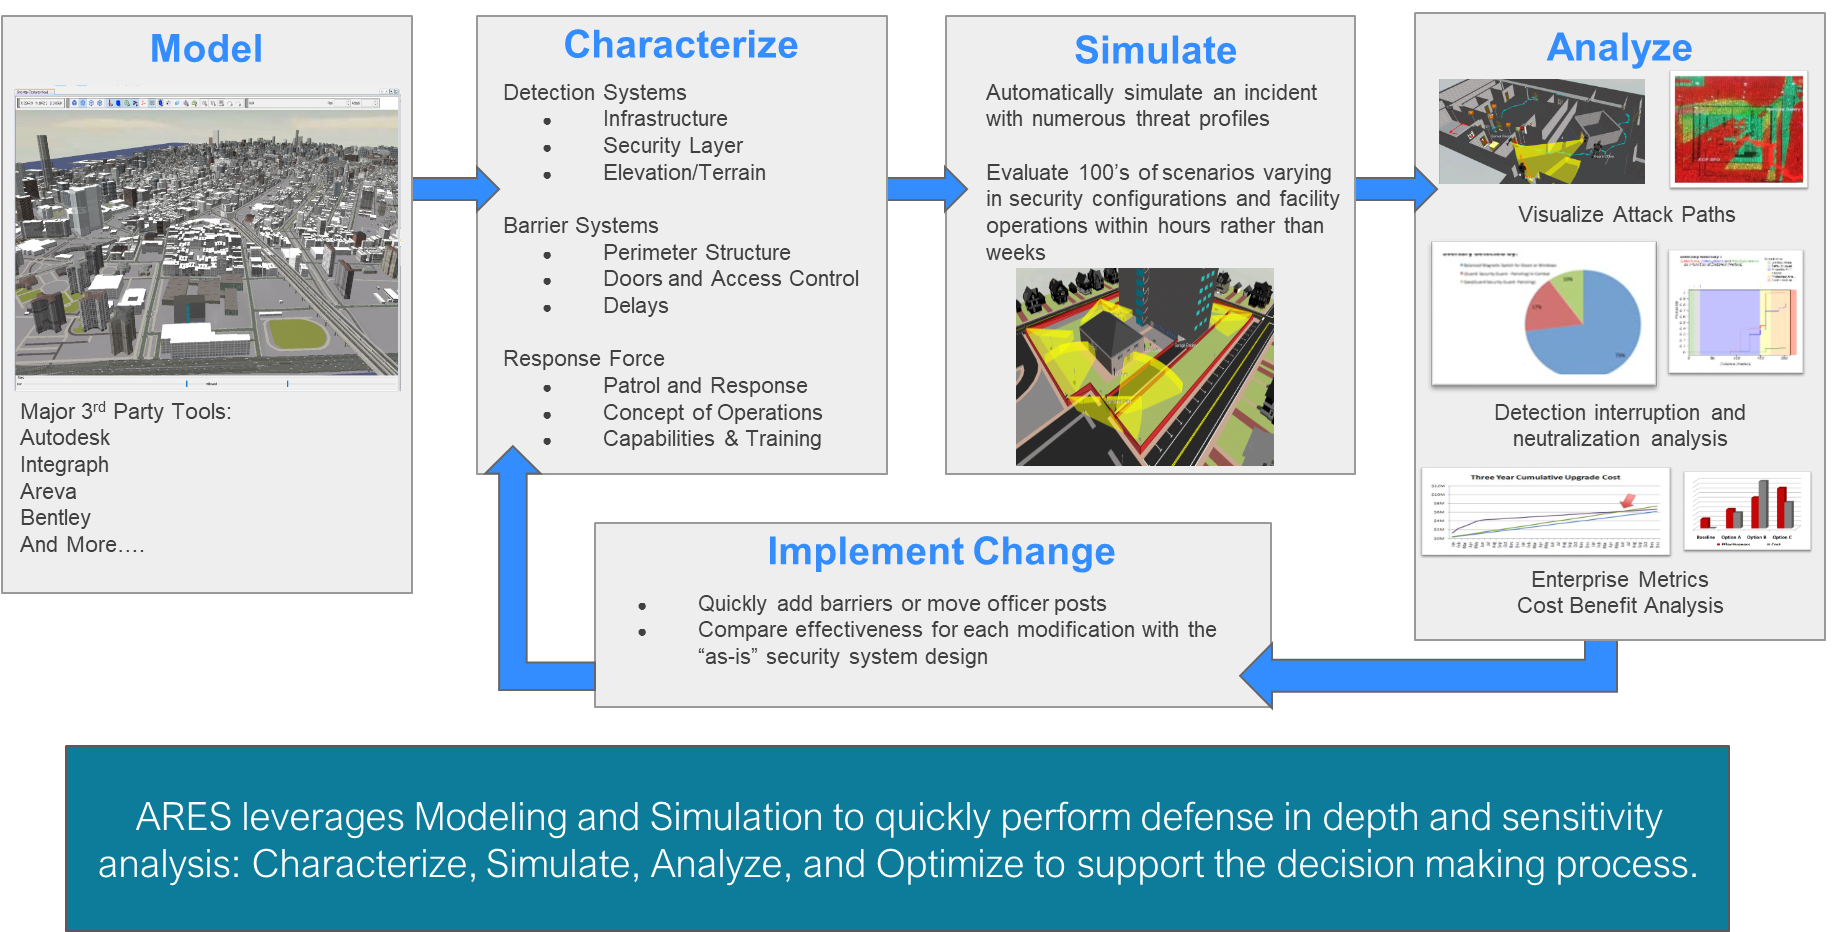 Model
Major 3rd Party Tools:
Autodesk
Integraph
Areva
Bentley
And More....
Characterize
Detection Systems
• Infrastructure
• Security Layer
• Elevation/Terrain
Barrier Systems
• Perimeter Structure
• Doors and Access Control
• Delays
Response Force
• Patrol and Response
• Concept of Operations
• Capabilities & Training
Simulate
Automatically simulate an incident
with numerous threat profiles
Evaluate 100's of scenarios varying
in security configurations and facility
operations within hours rather than
weeks
Analyze
Visualize Attack Paths
Detection interruption and
neutralization analysis
Three Year Cumulative Upgrade Cost
Baseline Option A Option B Option C
Effectiveness Cost
Enterprise Metrics
Cost Benefit Analysis
Implement Change
• Quickly add barriers or move officer posts
• Compare effectiveness for each modification with the
“as-is” security system design
ARES leverages Modeling and Simulation to quickly perform defense in depth and sensitivity
analysis: Characterize, Simulate, Analyze, and Optimize to support the decision making process.